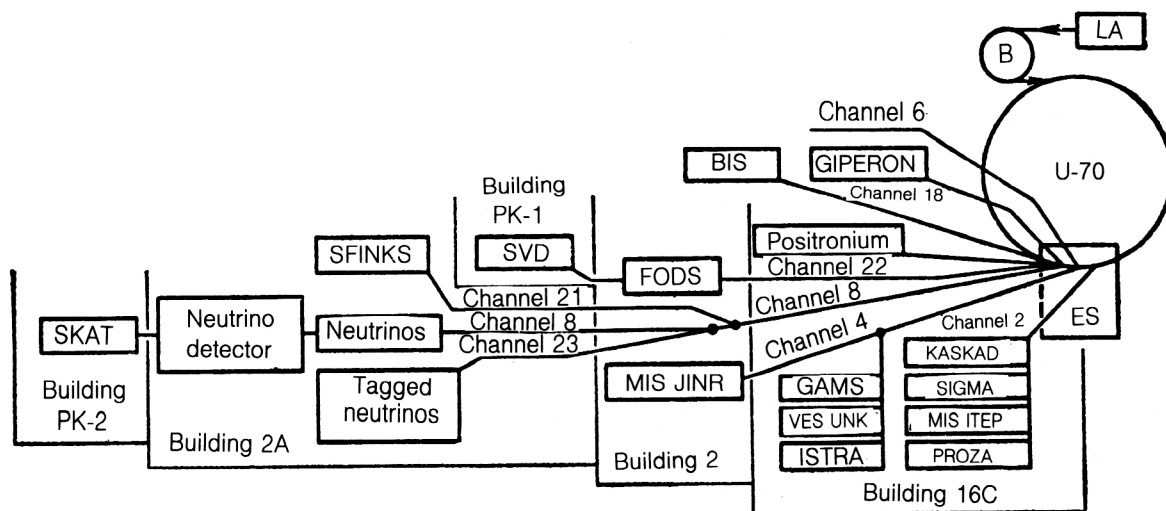 LA
B
Channel 6
U-70
BIS
GIPERON
Channel 18
Building
PK-1
Positronium
SFINKS
SVD
FODS
Channel 22
Channel 21
Channel 8
Channel 8
Channel 4
Channel 2
ES
SKAT
Neutrino
detector
Neutrinos
Channel 23
KASKAD
MIS JINR
GAMS
SIGMA
Tagged
neutrinos
Building
PK-2
VES UNK
MIS ITEP
Building 2A
Building 2
ISTRA
PROZA
Building 16C